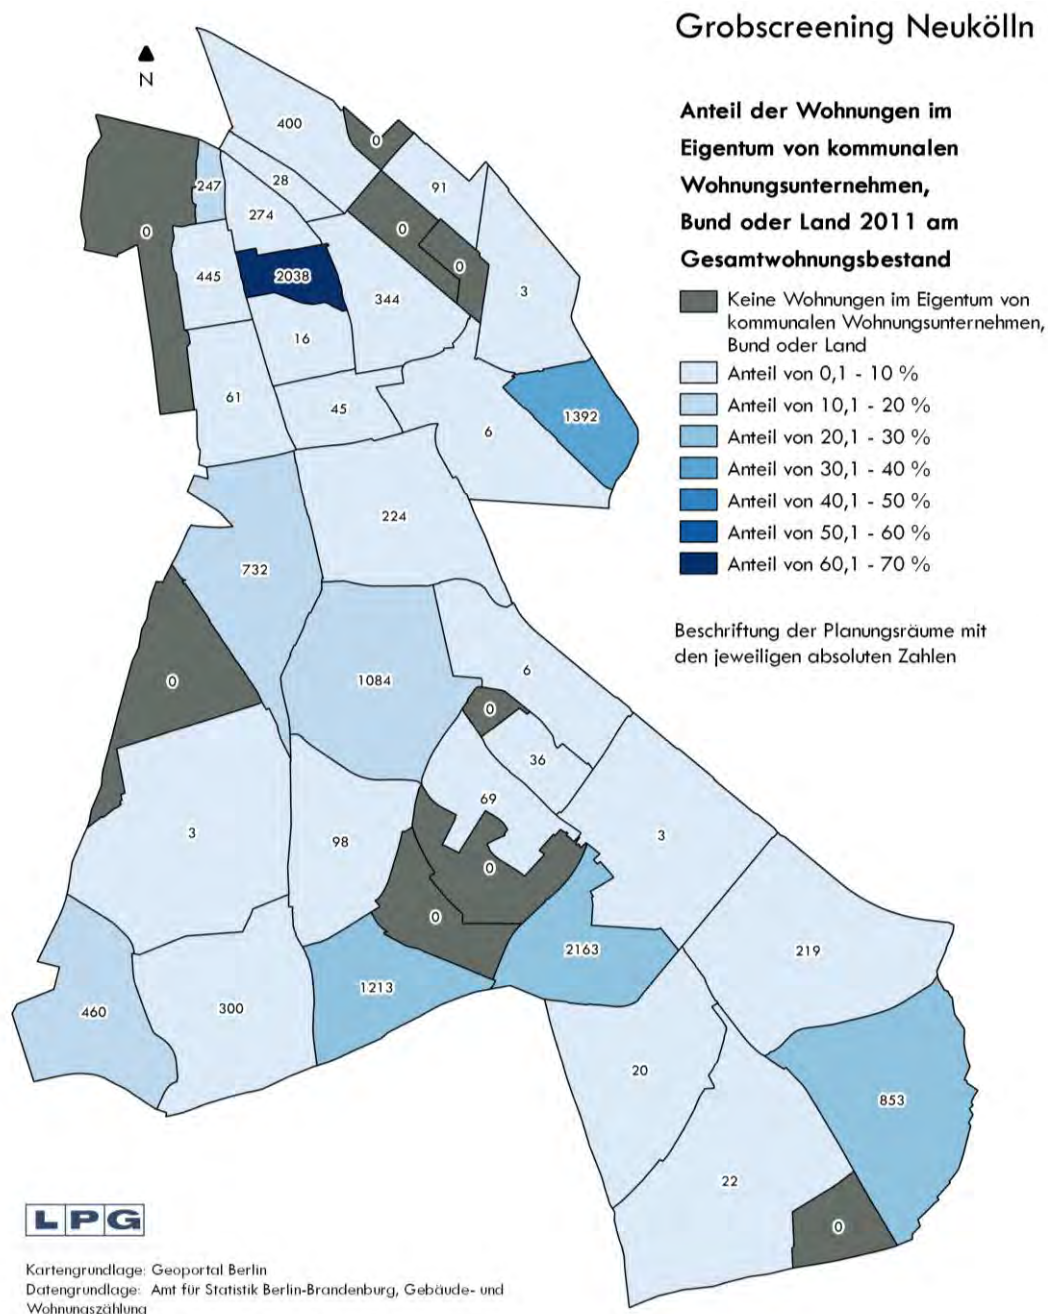 Grobscreening Neukölln
N
Anteil der Wohnungen im
Eigentum von kommunalen
Wohnungsunternehmen,
Bund oder Land 2011 am
Gesamtwohnungsbestand
Keine Wohnungen im Eigentum von
kommunalen Wohnungsunternehmen,
Bund oder Land
Anteil von 0,1 - 10 %
Anteil von 10,1 - 20 %
Anteil von 20,1 - 30 %
Anteil von 30,1 - 40 %
Anteil von 40,1 - 50 %
Anteil von 50,1 - 60 %
Anteil von 60,1 - 70 %
Beschriftung der Planungsräume mit
den jeweiligen absoluten Zahlen
400
0
28
247
91
274
0
0
0
445
2038
344
3
16
61
45
6
1392
224
732
0
1084
6
0
36
69
3
98
3
0
0
2163
219
1213
460
300
20
853
22
0
LPG
Kartengrundlage: Geoportal Berlin
Datengrundlage: Amt für Statistik Berlin-Brandenburg, Gebäude- und
Wohnungszählung